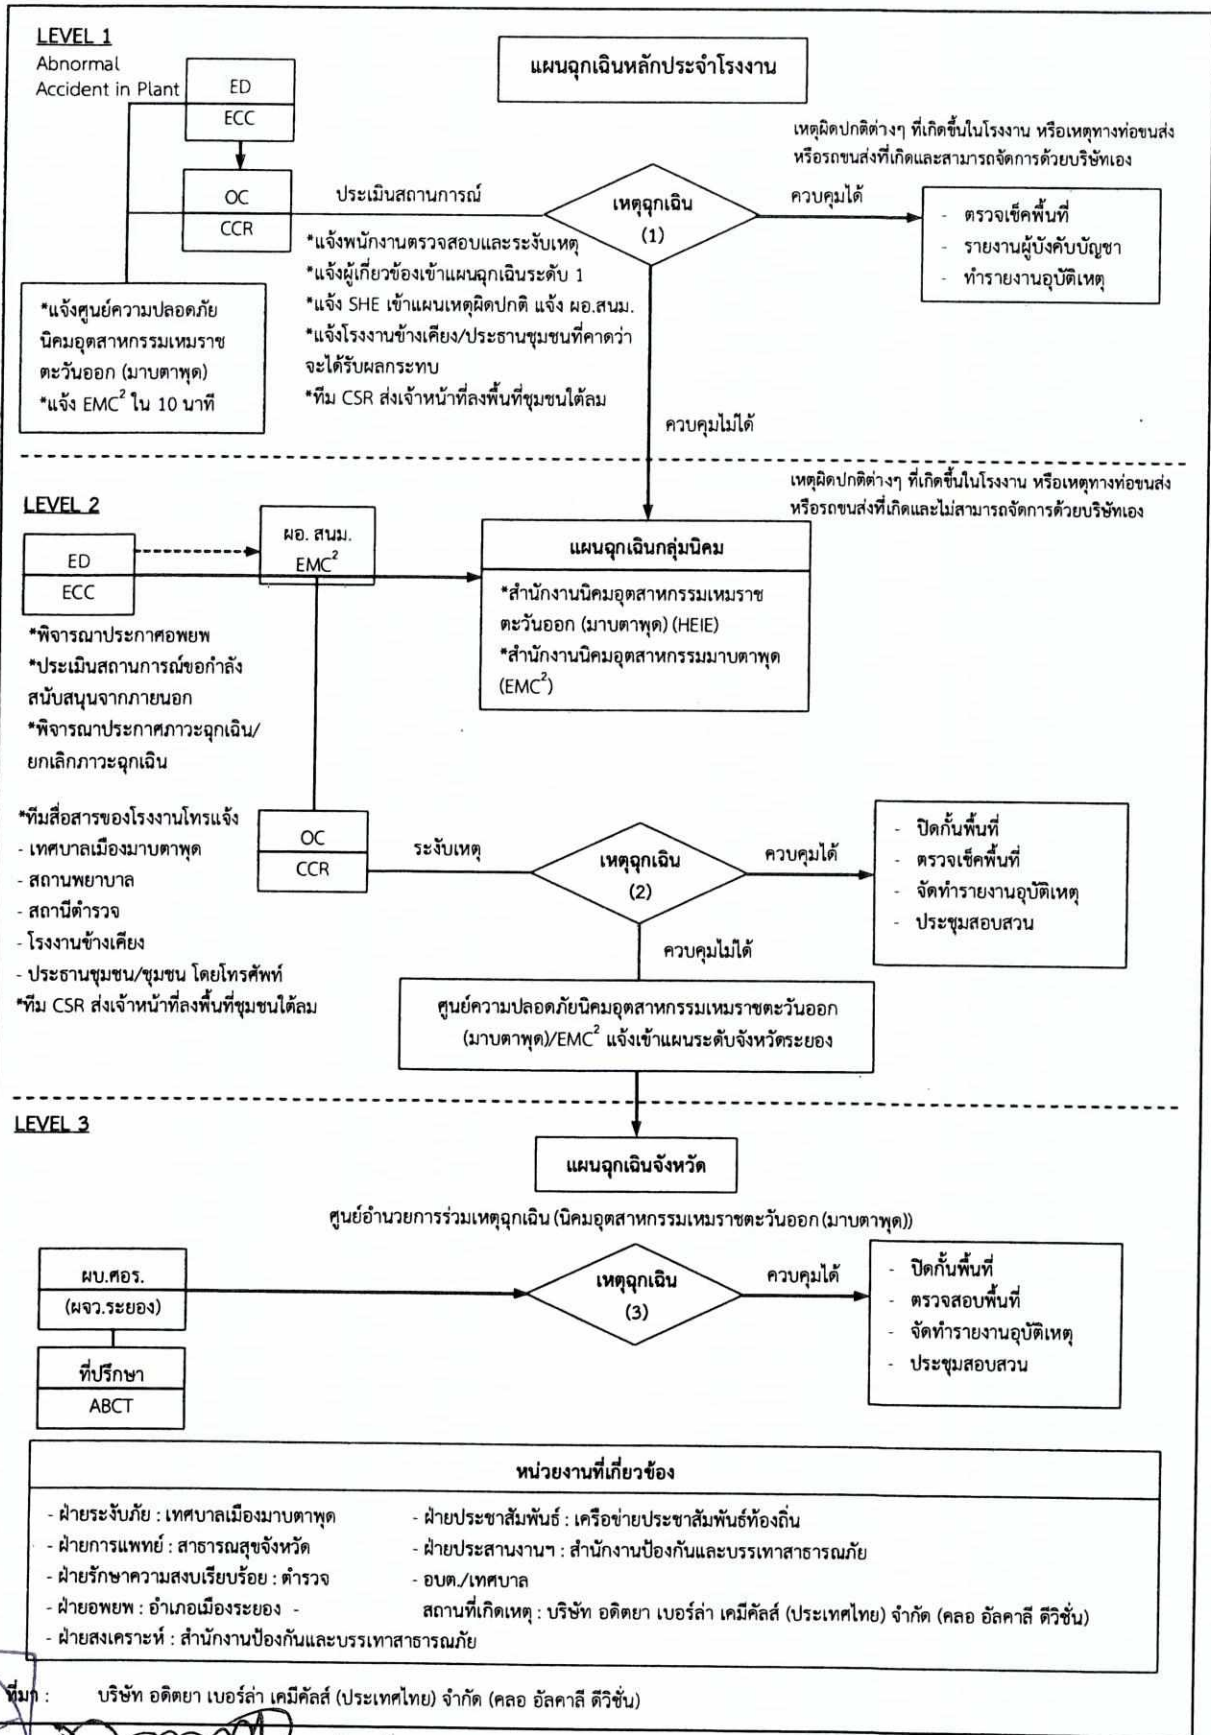 LEVEL 1
Abnormal
Accident in Plant
ED
ECC
แผนฉุกเฉินหลักประจำโรงงาน
เหตุผิดปกติต่างๆ ที่เกิดขึ้นในโรงงาน หรือเหตุทางท่อขนส่ง
หรือรถขนส่งที่เกิดและสามารถจัดการด้วยบริษัทเอง
OC
CCR
ประเมินสถานการณ์
เหตุฉุกเฉิน
(1)
ควบคุมได้
- ตรวจเช็คพื้นที่
- รายงานผู้บังคับบัญชา
- ทำรายงานอุบัติเหตุ
*แจ้งพนักงานตรวจสอบและระงับเหตุ
*แจ้งผู้เกี่ยวข้องเข้าแผนฉุกเฉินระดับ 1
*แจ้ง SHE เข้าแผนเหตุผิดปกติ แจ้ง ผอ.สนม.
*แจ้งโรงงานข้างเคียง/ประธานชุมชนที่คาดว่า
จะได้รับผลกระทบ
*ทีม CSR ส่งเจ้าหน้าที่ลงพื้นที่ชุมชนใต้ลม
*แจ้งศูนย์ความปลอดภัย
นิคมอุตสาหกรรมเหมราช
ตะวันออก (มาบตาพุด)
*แจ้ง EMC² ใน 10 นาที
ควบคุมไม่ได้
เหตุผิดปกติต่างๆ ที่เกิดขึ้นในโรงงาน หรือเหตุทางท่อขนส่ง
หรือรถขนส่งที่เกิดและไม่สามารถจัดการด้วยบริษัทเอง
LEVEL 2
ED
ECC
ผอ. สนม.
EMC²
แผนฉุกเฉินกลุ่มนิคม
*สำนักงานนิคมอุตสาหกรรมเหมราช
ตะวันออก (มาบตาพุด) (HEIE)
*สำนักงานนิคมอุตสาหกรรมมาบตาพุด
(EMC²)
*พิจารณาประกาศอพยพ
*ประเมินสถานการณ์ขอกำลัง
สนับสนุนจากภายนอก
*พิจารณาประกาศภาวะฉุกเฉิน/
ยกเลิกภาวะฉุกเฉิน
*ทีมสื่อสารของโรงงานโทรแจ้ง
- เทศบาลเมืองมาบตาพุด
- สถานพยาบาล
- สถานีตำรวจ
- โรงงานข้างเคียง
- ประธานชุมชน/ชุมชน โดยโทรศัพท์
*ทีม CSR ส่งเจ้าหน้าที่ลงพื้นที่ชุมชนใต้ลม
OC
CCR
ระงับเหตุ
เหตุฉุกเฉิน
(2)
ควบคุมได้
- ปิดกั้นพื้นที่
- ตรวจเช็คพื้นที่
- จัดทำรายงานอุบัติเหตุ
- ประชุมสอบสวน
ควบคุมไม่ได้
ศูนย์ความปลอดภัยนิคมอุตสาหกรรมเหมราชตะวันออก
(มาบตาพุด)/EMC² แจ้งเข้าแผนระดับจังหวัดระยอง
LEVEL 3
แผนฉุกเฉินจังหวัด
ศูนย์อำนวยการร่วมเหตุฉุกเฉิน (นิคมอุตสาหกรรมเหมราชตะวันออก (มาบตาพุด))
ผบ.ศอร.
(ผจว.ระยอง)
ที่ปรึกษา
ABCT
เหตุฉุกเฉิน
(3)
ควบคุมได้
- ปิดกั้นพื้นที่
- ตรวจสอบพื้นที่
- จัดทำรายงานอุบัติเหตุ
- ประชุมสอบสวน
หน่วยงานที่เกี่ยวข้อง
- ฝ่ายระงับภัย : เทศบาลเมืองมาบตาพุด
- ฝ่ายการแพทย์ : สาธารณสุขจังหวัด
- ฝ่ายรักษาความสงบเรียบร้อย : ตำรวจ
- ฝ่ายอพยพ : อำเภอเมืองระยอง -
- ฝ่ายสงเคราะห์ : สำนักงานป้องกันและบรรเทาสาธารณภัย
- ฝ่ายประชาสัมพันธ์ : เครือข่ายประชาสัมพันธ์ท้องถิ่น
- ฝ่ายประสานงานฯ : สำนักงานป้องกันและบรรเทาสาธารณภัย
- อบต./เทศบาล
สถานที่เกิดเหตุ : บริษัท อดิตยา เบอร์ล่า เคมีคัลส์ (ประเทศไทย) จำกัด (คลอ อัลคาลี ดีวิชั่น)
ที่มา : บริษัท อดิตยา เบอร์ล่า เคมีคัลส์ (ประเทศไทย) จำกัด (คลอ อัลคาลี ดีวิชั่น)